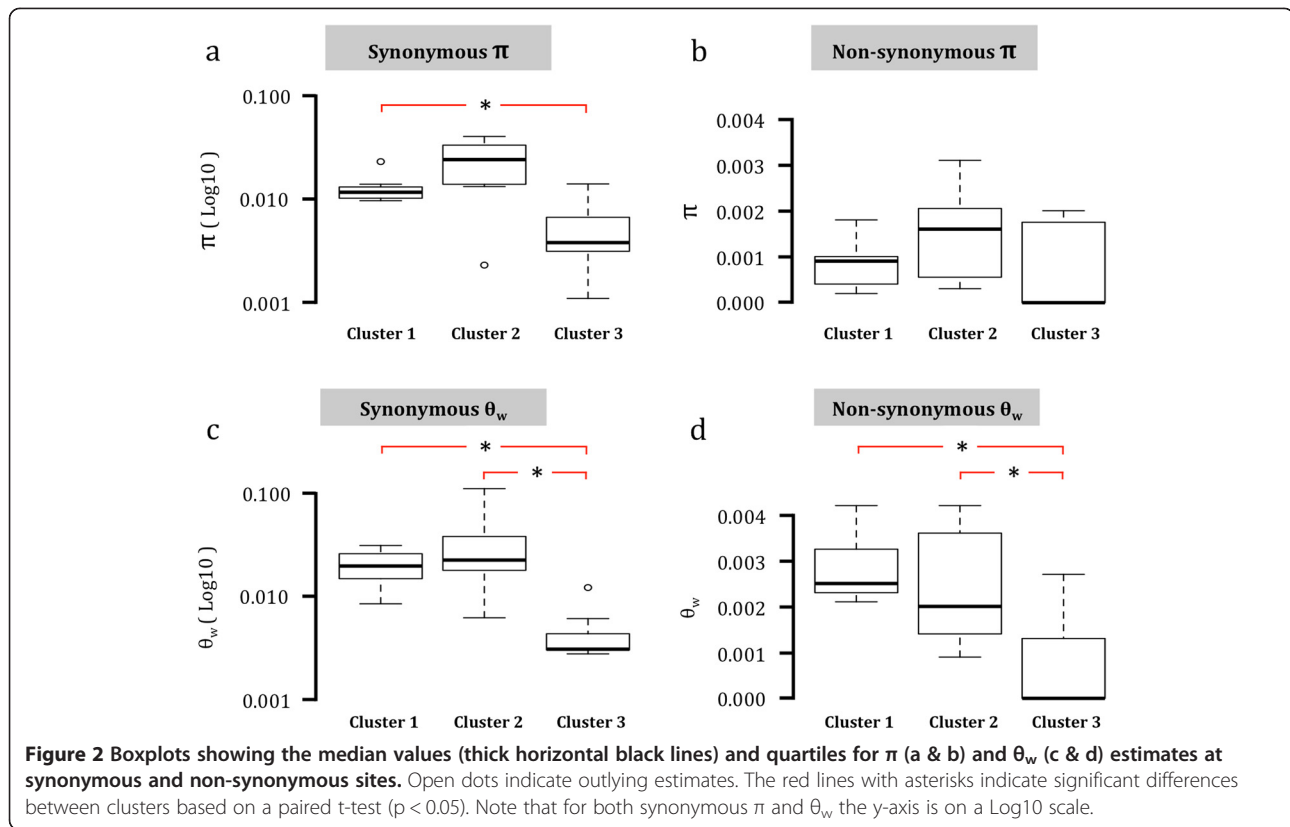 a
Synonymous π
b
Non-synonymous π
0.100
0.010
0.001
π ( Log10 )
*
Cluster 1 Cluster 2 Cluster 3
0.004
0.003
0.002
0.001
0.000
π
Cluster 1 Cluster 2 Cluster 3
c
Synonymous θw
d
Non-synonymous θw
*
*
0.100
0.010
0.001
θw ( Log10 )
Cluster 1 Cluster 2 Cluster 3
*
*
0.004
0.003
0.002
0.001
0.000
θw
Cluster 1 Cluster 2 Cluster 3
Figure 2 Boxplots showing the median values (thick horizontal black lines) and quartiles for π (a & b) and θw (c & d) estimates at
synonymous and non-synonymous sites. Open dots indicate outlying estimates. The red lines with asterisks indicate significant differences
between clusters based on a paired t-test (p < 0.05). Note that for both synonymous π and θw the y-axis is on a Log10 scale.